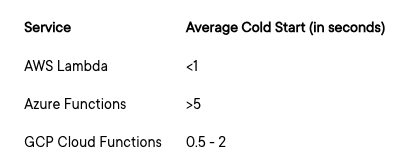 Service Average Cold Start (in seconds)
AWS Lambda <1
Azure Functions >5
GCP Cloud Functions 0.5 - 2